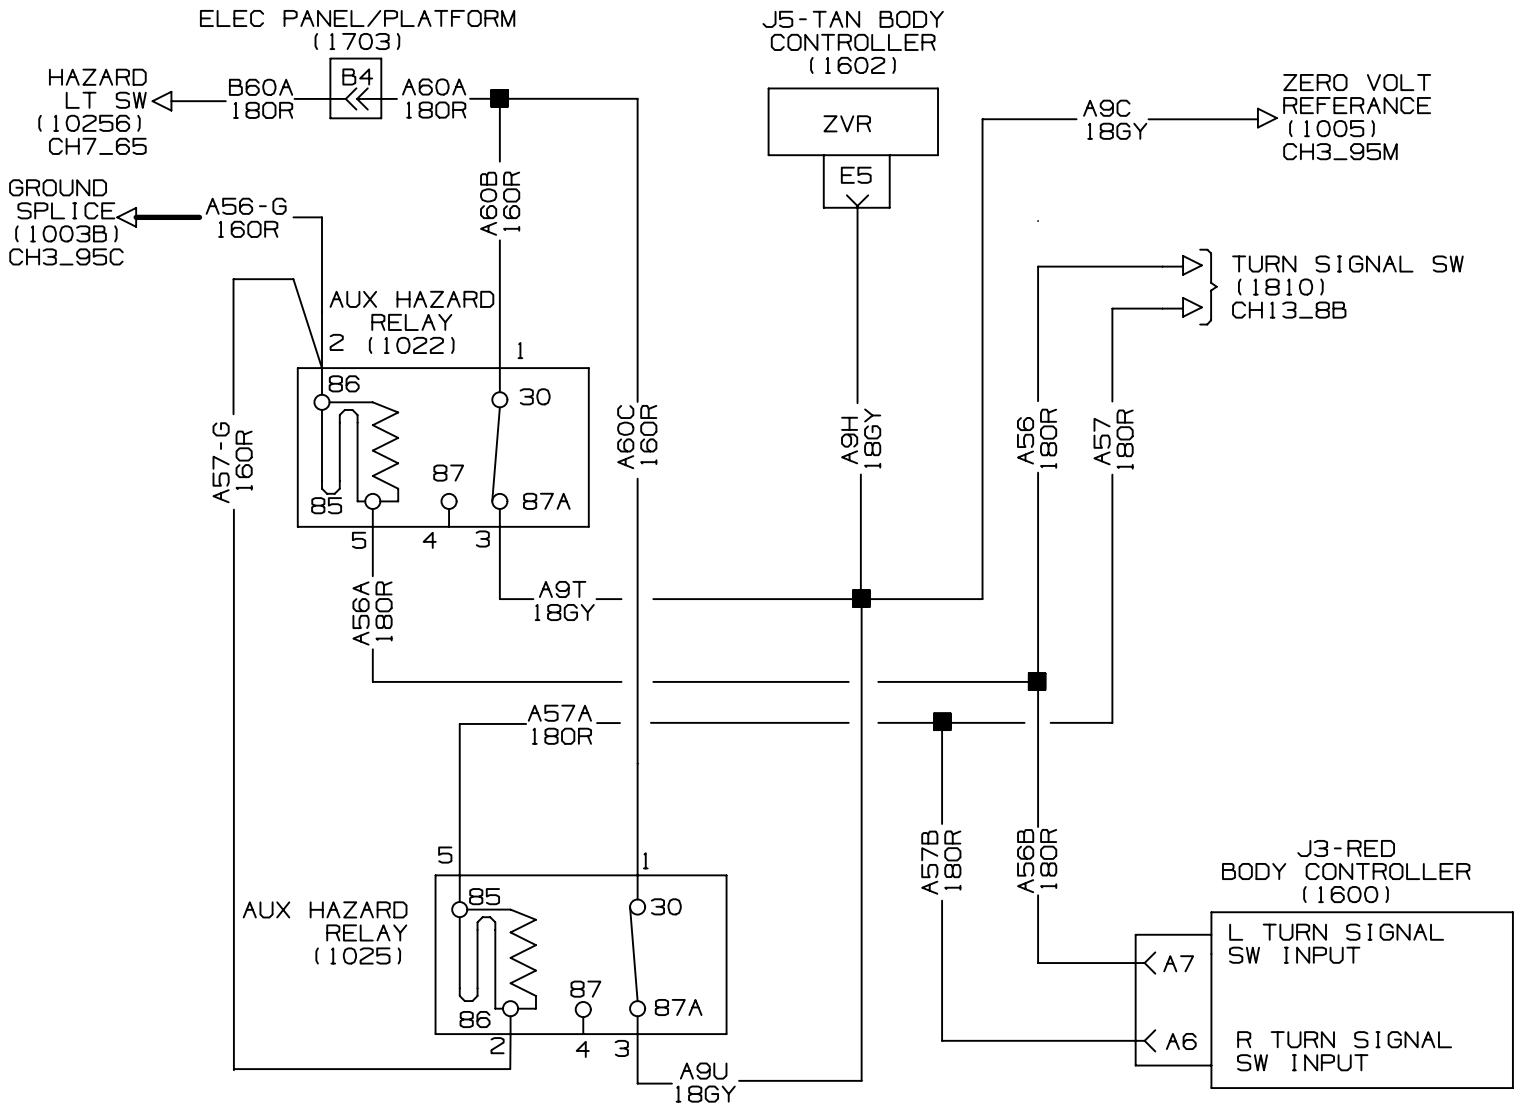 ELEC PANEL/PLATFORM
(1703)
J5-TAN BODY
CONTROLLER
(1602)
HAZARD
LT SW
(10256)
CH7_65
B60A
180R
B4
A60A
180R
ZERO VOLT
REFERANCE
(1005)
CH3_95M
A9C
18GY
ZVR
E5
GROUND
SPLICE
(1003B)
CH3_95C
A56-G
160R
A60B
160R
TURN SIGNAL SW
(1810)
CH13_8B
AUX HAZARD
RELAY
(1022)
2
1
86
30
87
85
87A
5
4
3
A57-G
160R
A60C
160R
A9H
18GY
A56
180R
A57
180R
A56A
180R
A9T
18GY
A57A
180R
A57B
180R
A56B
180R
5
1
AUX HAZARD
RELAY
(1025)
85
30
87
86
87A
2
4
3
A9U
18GY
J3-RED
BODY CONTROLLER
(1600)
L TURN SIGNAL
SW INPUT
A7
A6
R TURN SIGNAL
SW INPUT